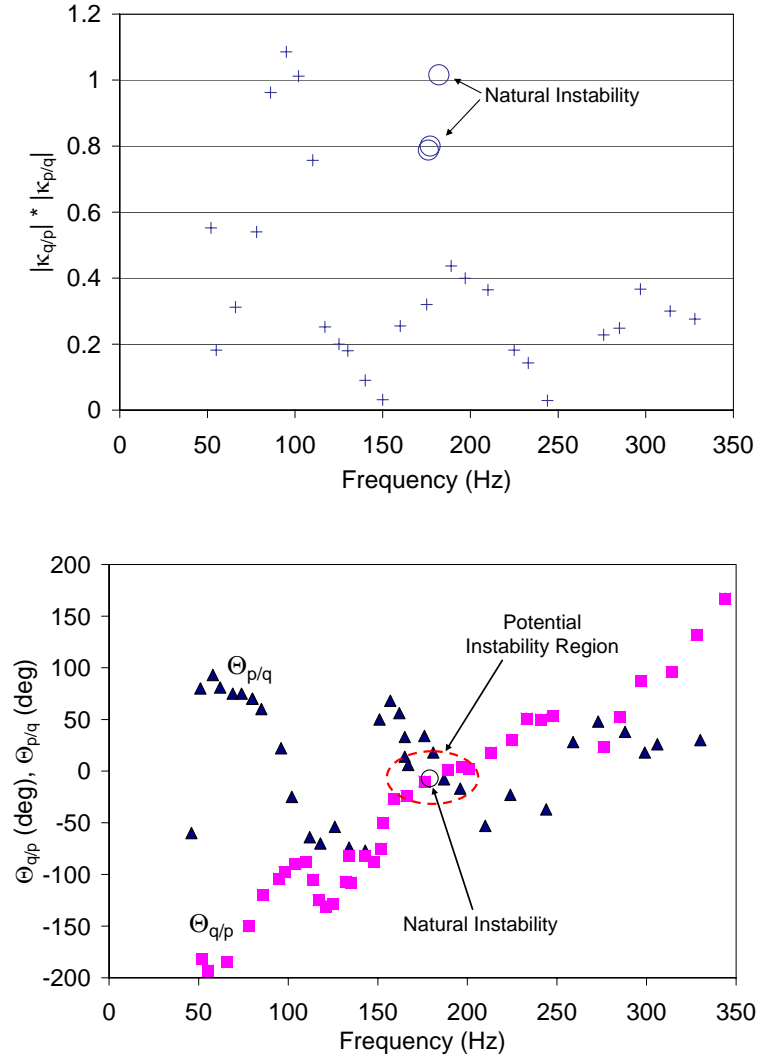 1.2
1
0.8
0.6
0.4
0.2
0
|κq/p| * |κp/q|
Natural Instability
0 50 100 150 200 250 300 350
Frequency (Hz)
200
150
100
50
0
-50
-100
-150
-200
Θq/p (deg), Θp/q (deg)
Potential
Instability Region
Θp/q
Θq/p
Natural Instability
0 50 100 150 200 250 300 350
Frequency (Hz)